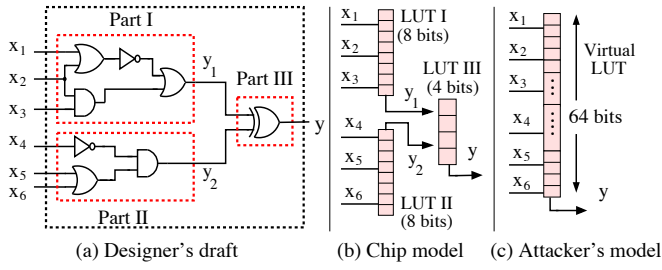 Part I
x1
x2
x3
y1
Part III
y
x4
x5
x6
y2
Part II
(a) Designer's draft
x1
x2
x3
LUT I
(8 bits)
LUT III
(4 bits)
y1
x4
x5
x6
y2
y
LUT II
(8 bits)
(b) Chip model
x1
x2
x3
x4
x5
x6
Virtual
LUT
64 bits
y
(c) Attacker's model